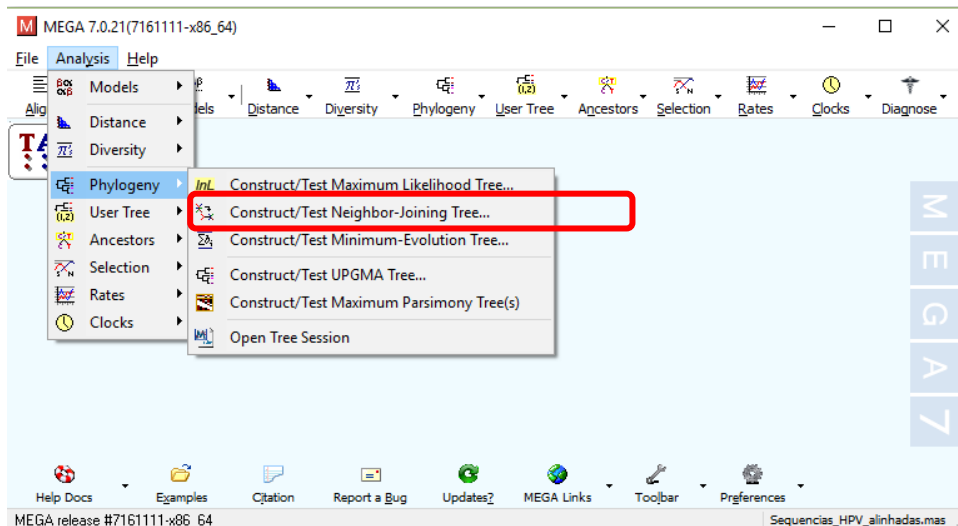 MEGA 7.0.21(7161111-x86_64)
File Analysis Help
Distance Diversity Phylogeny User Tree Ancestors Selection Rates Clocks Diagnose
Models
Distance
Diversity
Phylogeny
User Tree
Ancestors
Selection
Rates
Clocks
Construct/Test Maximum Likelihood Tree...
Construct/Test Neighbor-Joining Tree...
Construct/Test Minimum-Evolution Tree...
Construct/Test UPGMA Tree...
Construct/Test Maximum Parsimony Tree(s)
Open Tree Session
MEGA7
Help Docs Examples Citation Report a Bug Updates? MEGA Links Toolbar Preferences
MEGA release #7161111-x86_64 Sequencias_HPV_alinhadas.mas